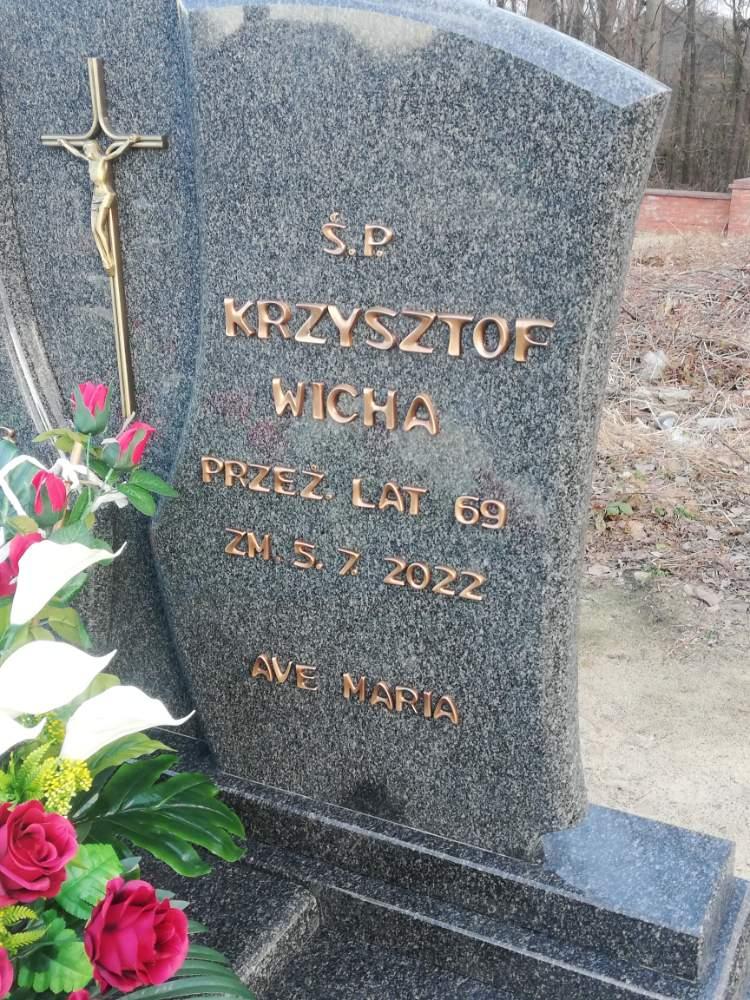 Ś.P.
KRZYSZTOF
WICHA
PRZEŻ. LAT 69
ZM. 5. 7. 2022
AVE MARIA